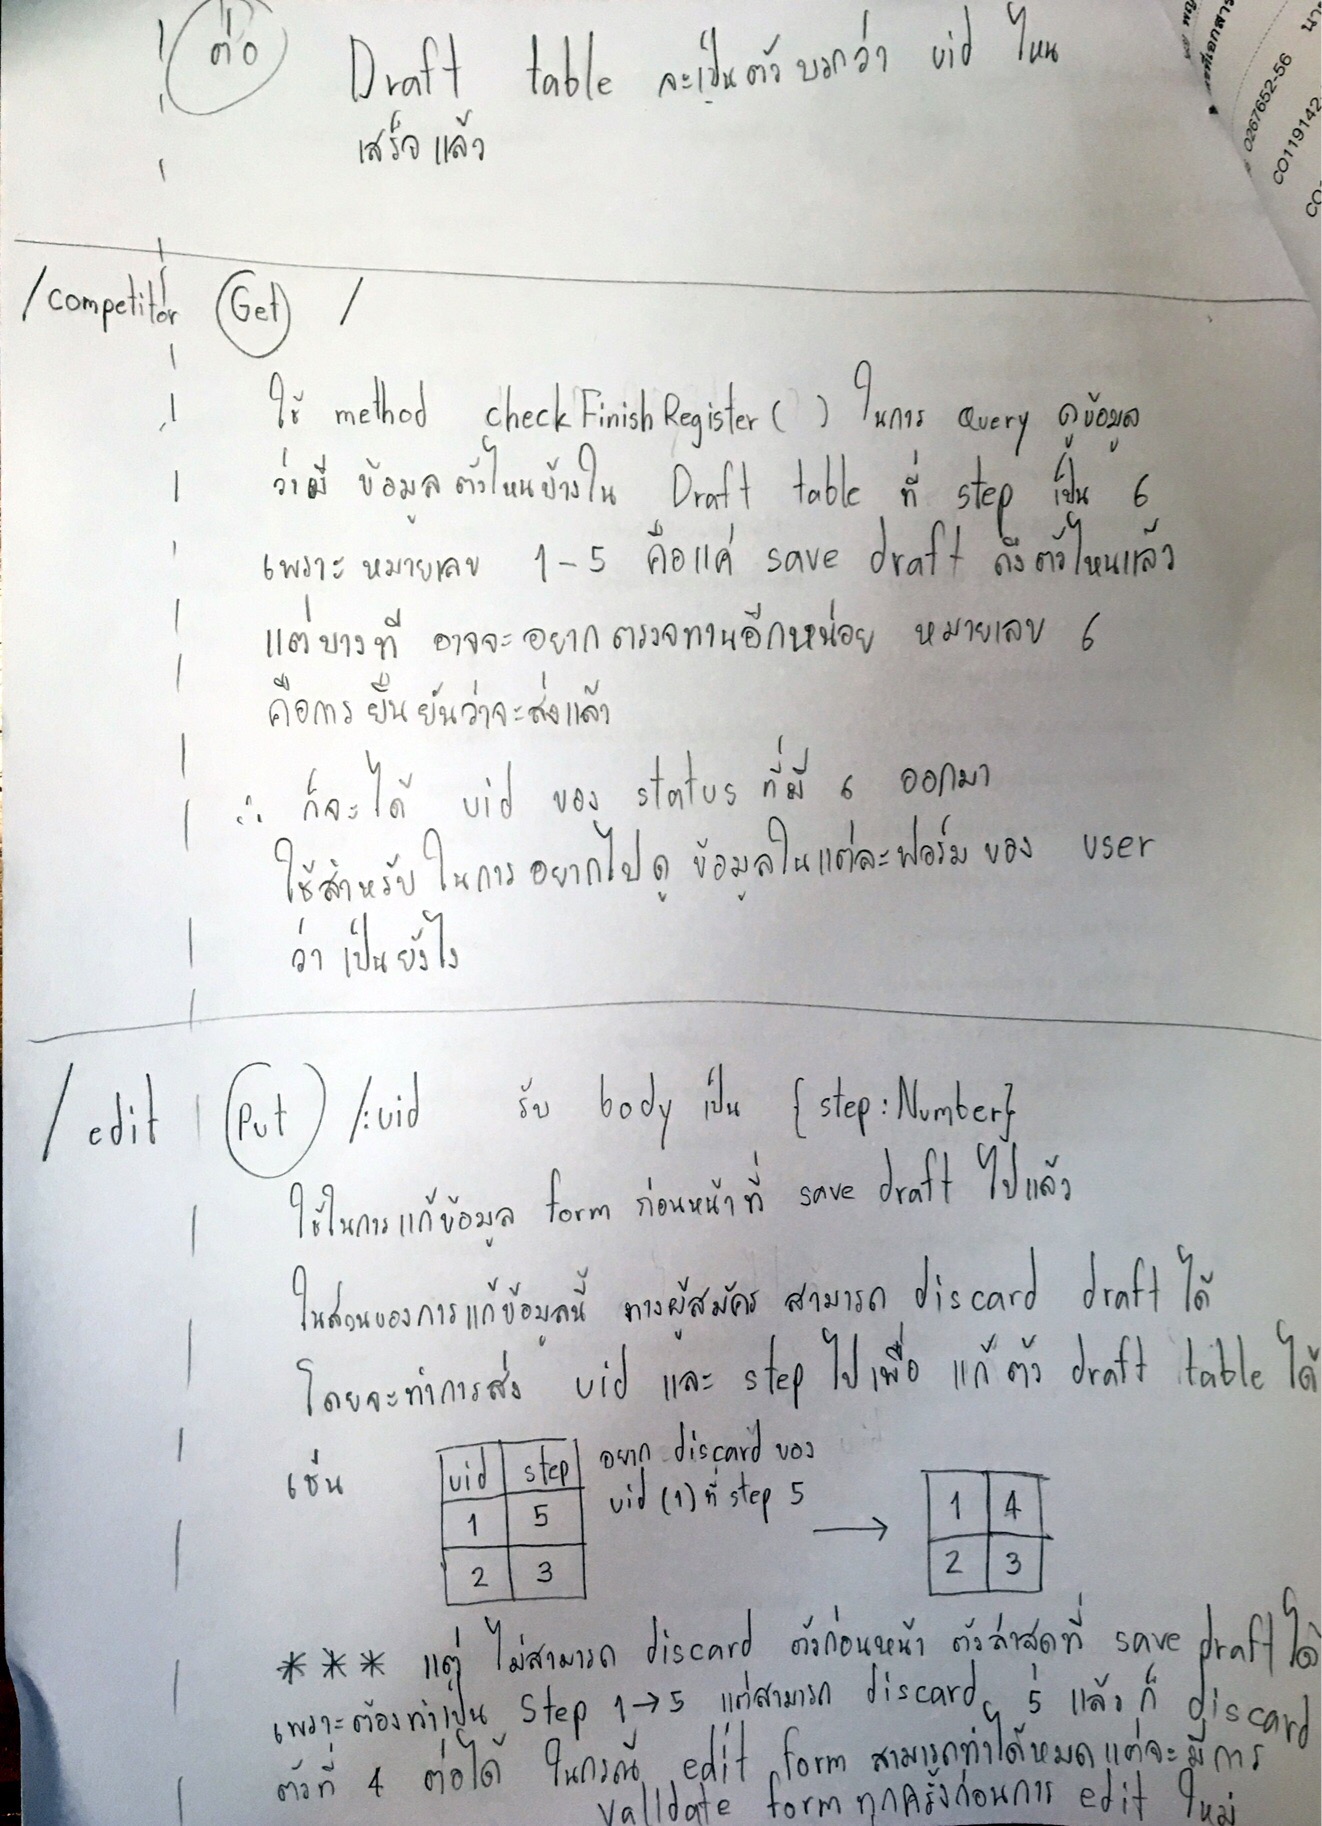 ต่อ
Draft table จะเป็นตัวบอกว่า uid ไหน
เสร็จแล้ว
0267652-56
CO119142
/competitor Get /
ใช้ method checkFinishRegister( ) ในการ query ดูข้อมูล
ว่ามี ข้อมูลตัวไหนบ้างใน Draft table ที่ step เป็น 6
เพราะ หมายเลข 1-5 คือแค่ save draft ถึงตัวไหนแล้ว
แต่บางที อาจจะอยากตรวจทานอีกหน่อย หมายเลข 6
คือการ ยืนยันว่าจะส่งแล้ว
∴ ก็จะได้ uid ของ status ที่มี 6 ออกมา
ใช้สำหรับในการอยากไปดู ข้อมูลในแต่ละฟอร์มของ user
ว่า เป็นยังไง
/edit Put /:uid รับ body เป็น {step:Number}
ใช้ในการแก้ข้อมูล form ก่อนหน้าที่ save draft ไปแล้ว
ในส่วนของการแก้ข้อมูลนี้ ทางผู้สมัคร สามารถ discard draft ได้
โดยจะทำการส่ง uid และ step ไปเพื่อ แก้ตัว draft table ได้
เช่น
uid step
1 5
2 3
อยาก discard ของ
uid (1) ที่ step 5
→
1 4
2 3
*** แต่ ไม่สามารถ discard ตัวก่อนหน้า ตัวล่าสุดที่ save draft ได้
เพราะต้องทำเป็น Step 1→5 แต่สามารถ discard 5 แล้วก็ discard
ตัวที่ 4 ต่อได้ ในกรณี edit form สามารถทำได้หมดแต่จะมีการ
validate form ทุกครั้งก่อนการ edit ใหม่